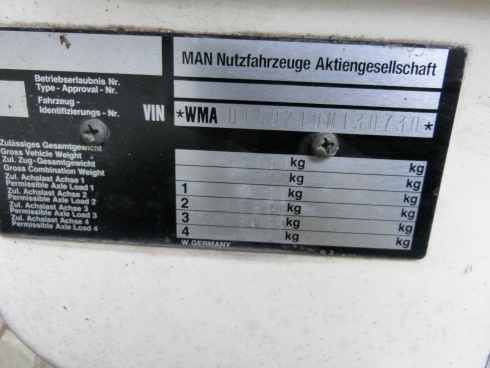 MAN Nutzfahrzeuge Aktiengesellschaft
Betriebserlaubnis Nr.
Type - Approval - Nr.
Fahrzeug -
Identifizierungs - Nr. VIN *WMA *
Zulässiges Gesamtgewicht
Gross Vehicle Weight kg kg
Zul. Zug-Gesamtgewicht
Gross Combination Weight kg kg
Zul. Achslast Achse 1
Permissible Axle Load 1 1 kg kg
Zul. Achslast Achse 2
Permissible Axle Load 2 2 kg kg
Zul. Achslast Achse 3
Permissible Axle Load 3 3 kg kg
Zul. Achslast Achse 4
Permissible Axle Load 4 4 kg kg
W. GERMANY